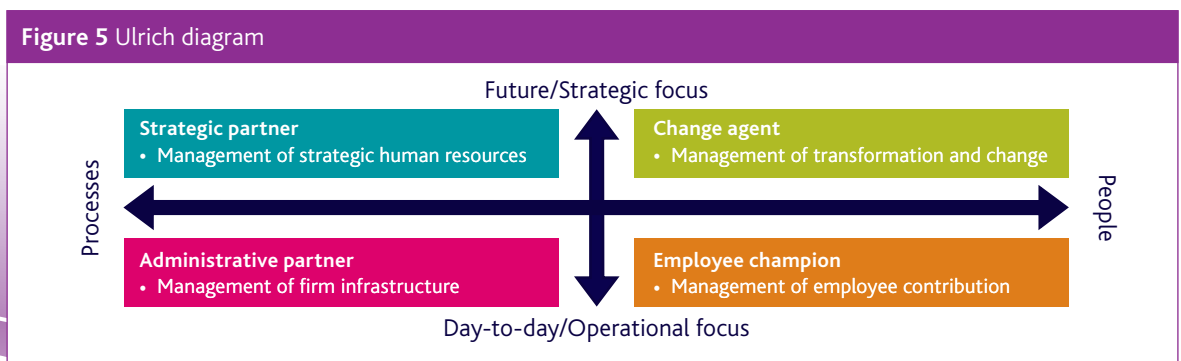 Figure 5 Ulrich diagram
Future/Strategic focus
Strategic partner
• Management of strategic human resources
Change agent
• Management of transformation and change
Processes
People
Administrative partner
• Management of firm infrastructure
Employee champion
• Management of employee contribution
Day-to-day/Operational focus